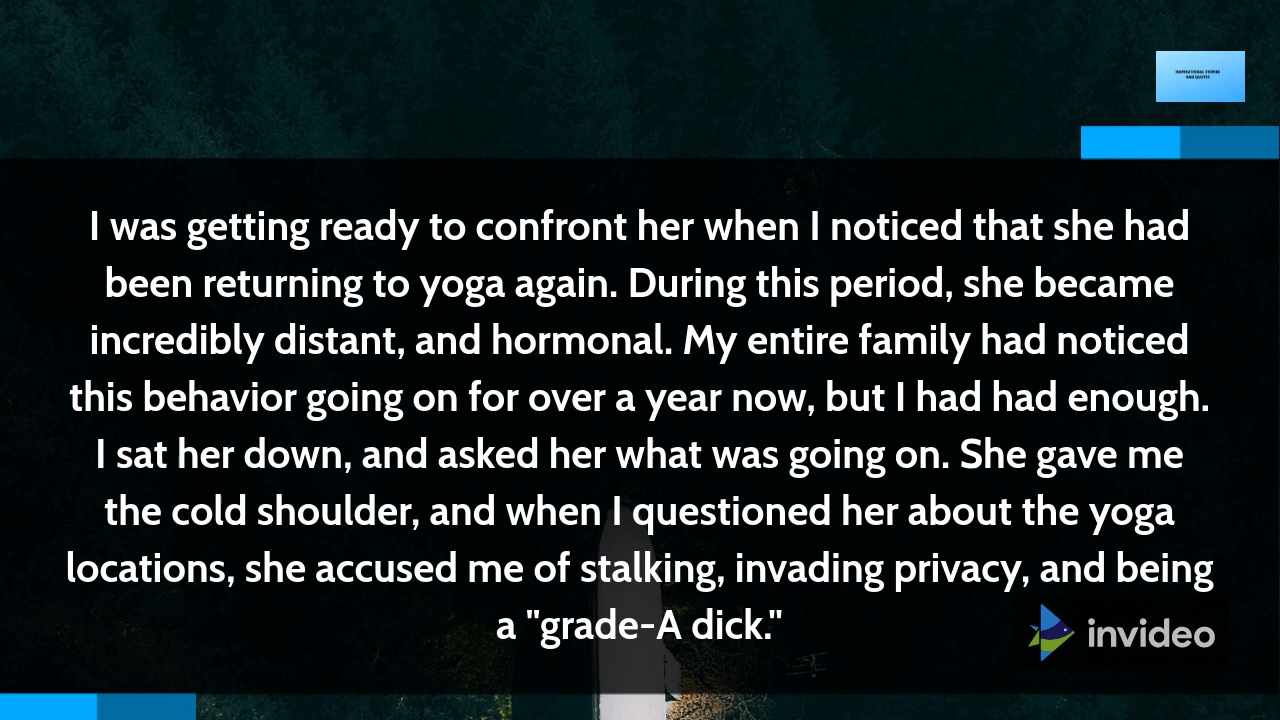 INSPIRATIONAL STORIES
AND QUOTES
I was getting ready to confront her when I noticed that she had
been returning to yoga again. During this period, she became
incredibly distant, and hormonal. My entire family had noticed
this behavior going on for over a year now, but I had had enough.
I sat her down, and asked her what was going on. She gave me
the cold shoulder, and when I questioned her about the yoga
locations, she accused me of stalking, invading privacy, and being
a "grade-A dick."
invideo